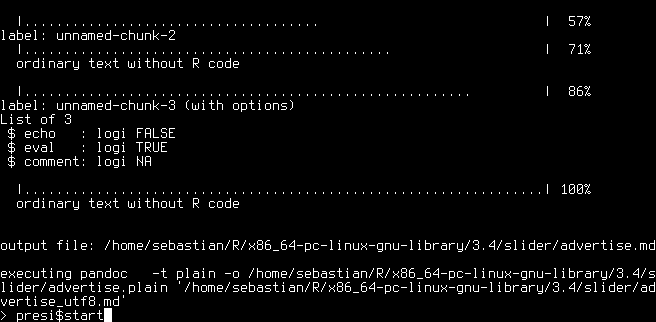 |..................................... | 57%
label: unnamed-chunk-2
|.............................................. | 71%
ordinary text without R code
|........................................................ | 86%
label: unnamed-chunk-3 (with options)
List of 3
$ echo : logi FALSE
$ eval : logi TRUE
$ comment: logi NA
|.................................................................| 100%
ordinary text without R code
output file: /home/sebastian/R/x86_64-pc-linux-gnu-library/3.4/slider/advertise.md
executing pandoc -t plain -o /home/sebastian/R/x86_64-pc-linux-gnu-library/3.4/s
lider/advertise.plain '/home/sebastian/R/x86_64-pc-linux-gnu-library/3.4/slider/ad
vertise_utf8.md'
> presi$start